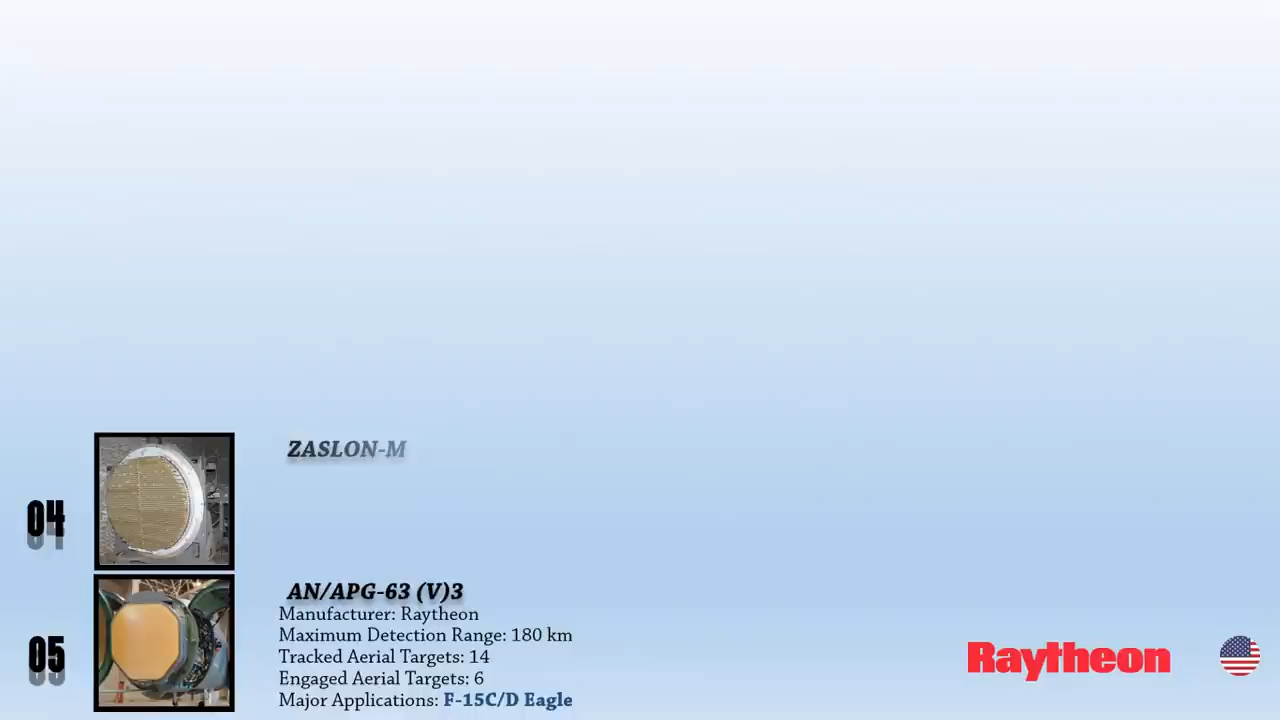 04
ZASLON-M
05
AN/APG-63 (V)3
Manufacturer: Raytheon
Maximum Detection Range: 180 km
Tracked Aerial Targets: 14
Engaged Aerial Targets: 6
Major Applications: F-15C/D Eagle
Raytheon